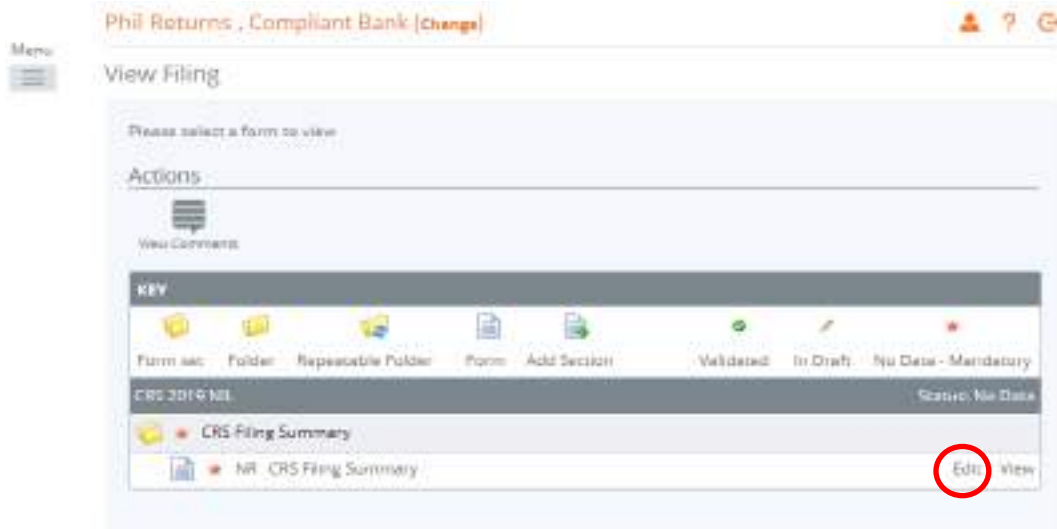 Phil Returns , Compliant Bank (Change)
?
Menu
View Filing
Please select a form to view
Actions
View Comments
KEY
Form set Folder Repeatable Folder Form Add Section Validated In Draft No Data - Mandatory
CRS 2019 NIL Status: No Data
CRS Filing Summary
NR CRS Filing Summary Edit View